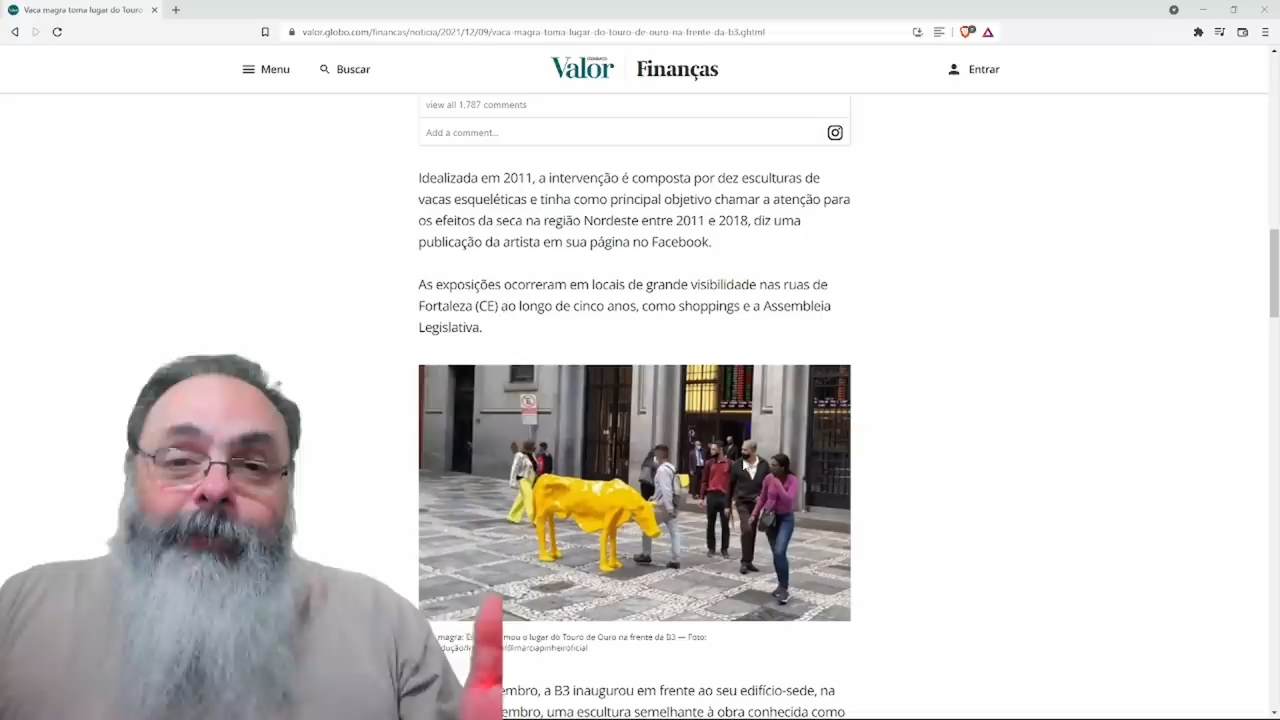 Vaca magra toma lugar do Touro
valor.globo.com/financas/noticia/2021/12/09/vaca-magra-toma-lugar-do-touro-de-ouro-na-frente-da-b3.ghtml
Menu
Buscar
Valor
Finanças
Entrar
view all 1,787 comments
Add a comment...
Idealizada em 2011, a intervenção é composta por dez esculturas de
vacas esqueléticas e tinha como principal objetivo chamar a atenção para
os efeitos da seca na região Nordeste entre 2011 e 2018, diz uma
publicação da artista em sua página no Facebook.
As exposições ocorreram em locais de grande visibilidade nas ruas de
Fortaleza (CE) ao longo de cinco anos, como shoppings e a Assembleia
Legislativa.
magra: mou o lugar do Touro de Ouro na frente da B3 — Foto:
@marciapinheiroficial
embro, a B3 inaugurou em frente ao seu edifício-sede, na
embro, uma escultura semelhante à obra conhecida como